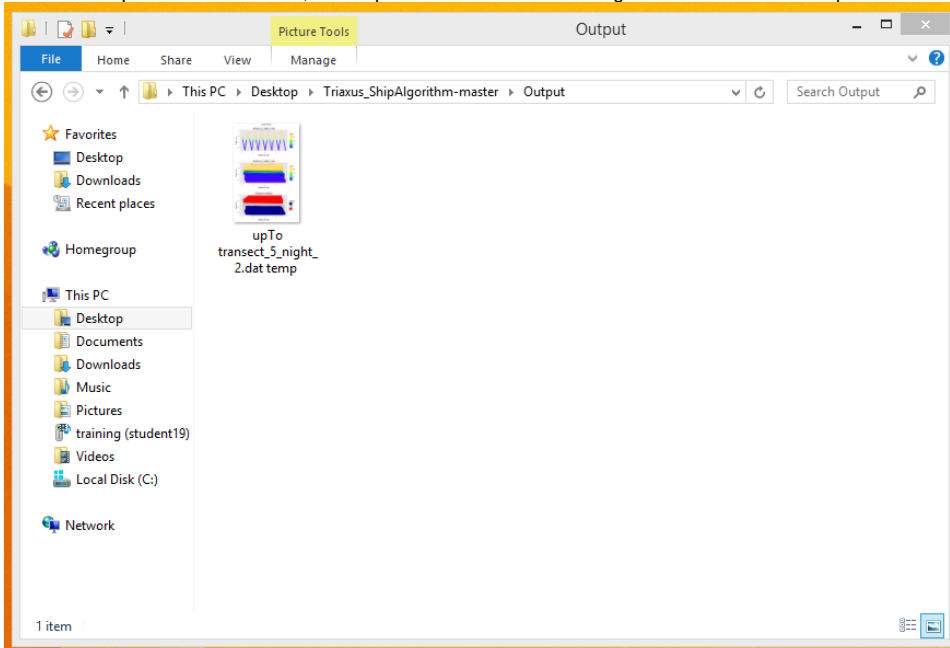 Picture Tools
Output
File Home Share View Manage
This PC Desktop Triaxus_ShipAlgorithm-master Output
Search Output
Favorites
Desktop
Downloads
Recent places
Homegroup
This PC
Desktop
Documents
Downloads
Music
Pictures
training (student19)
Videos
Local Disk (C:)
Network
upTo
transect_5_night_
2.dat temp
1 item